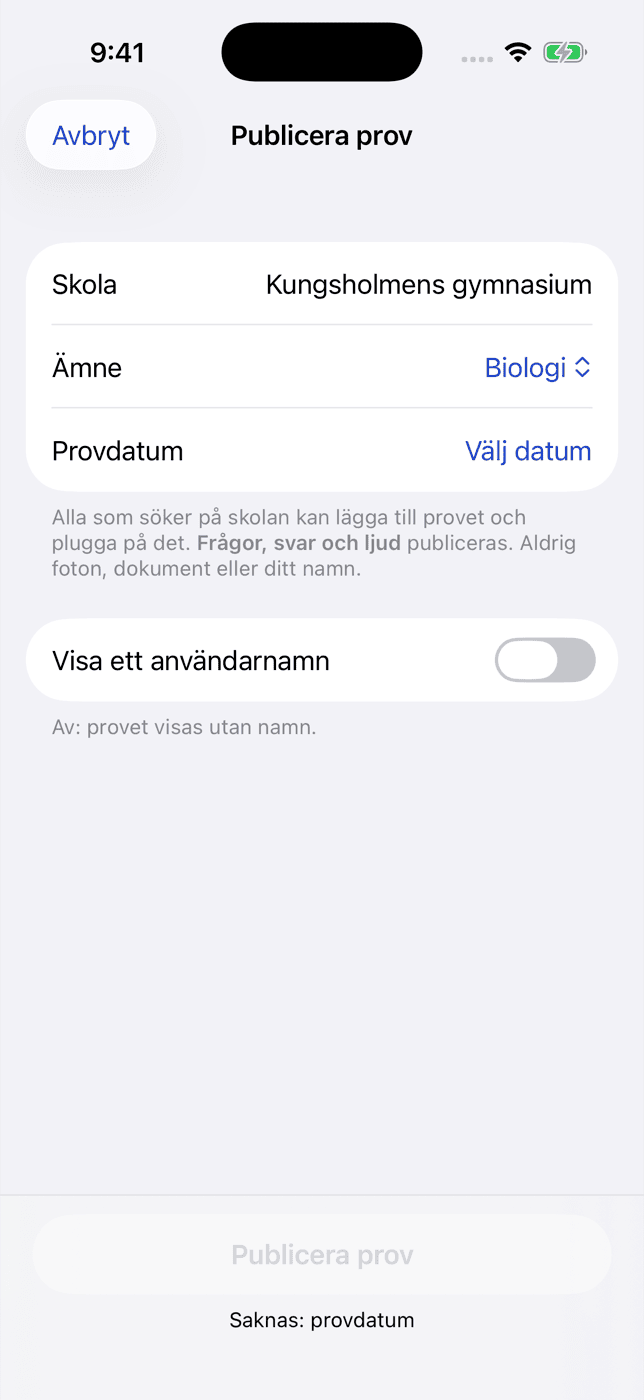 9:41
Avbryt
Publicera prov
Skola
Kungsholmens gymnasium
Ämne
Biologi
Provdatum
Välj datum
Alla som söker på skolan kan lägga till provet och
plugga på det. Frågor, svar och ljud publiceras. Aldrig
foton, dokument eller ditt namn.
Visa ett användarnamn
Av: provet visas utan namn.
Publicera prov
Saknas: provdatum